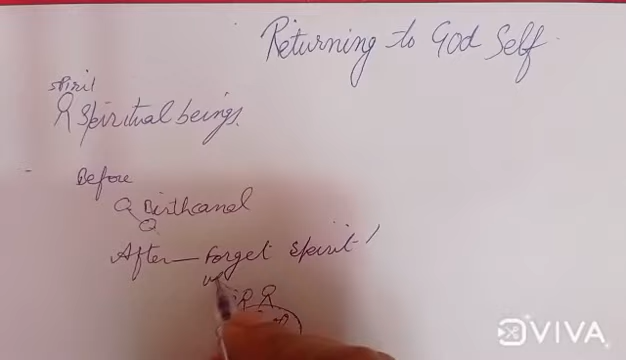 Returning to God Self
spirit
Spiritual beings.
Before
Birthcanal
After — Forget Spirit!
VIVA